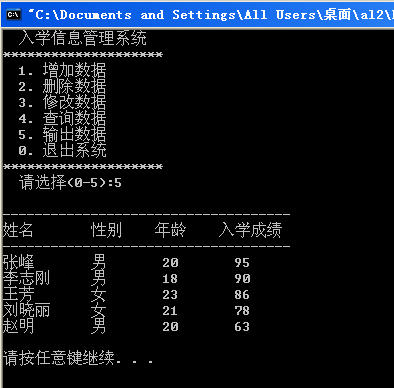 "C:\Documents and Settings\All Users\桌面\al2\
入学信息管理系统
********************
1. 增加数据
2. 删除数据
3. 修改数据
4. 查询数据
5. 输出数据
0. 退出系统
********************
请选择(0-5):5
------------------------------------
姓名 性别 年龄 入学成绩
------------------------------------
张峰 男 20 95
李志刚 男 18 90
王芳 女 23 86
刘晓丽 女 21 78
赵明 男 20 63
请按任意键继续. . .